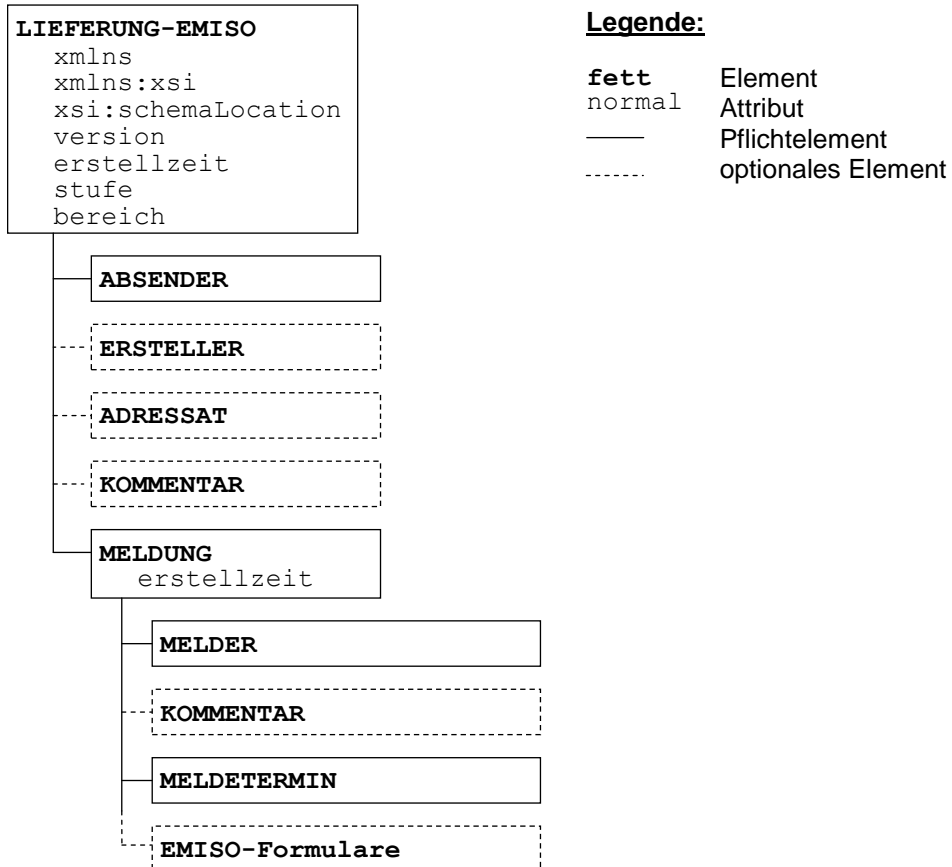 LIEFERUNG-EMISO
xmlns
xmlns:xsi
xsi:schemaLocation
version
erstellzeit
stufe
bereich
ABSENDER
ERSTELLER
ADRESSAT
KOMMENTAR
MELDUNG
erstellzeit
MELDER
KOMMENTAR
MELDETERMIN
EMISO-Formulare
Legende:
fett Element
normal Attribut
Pflichtelement
optionales Element